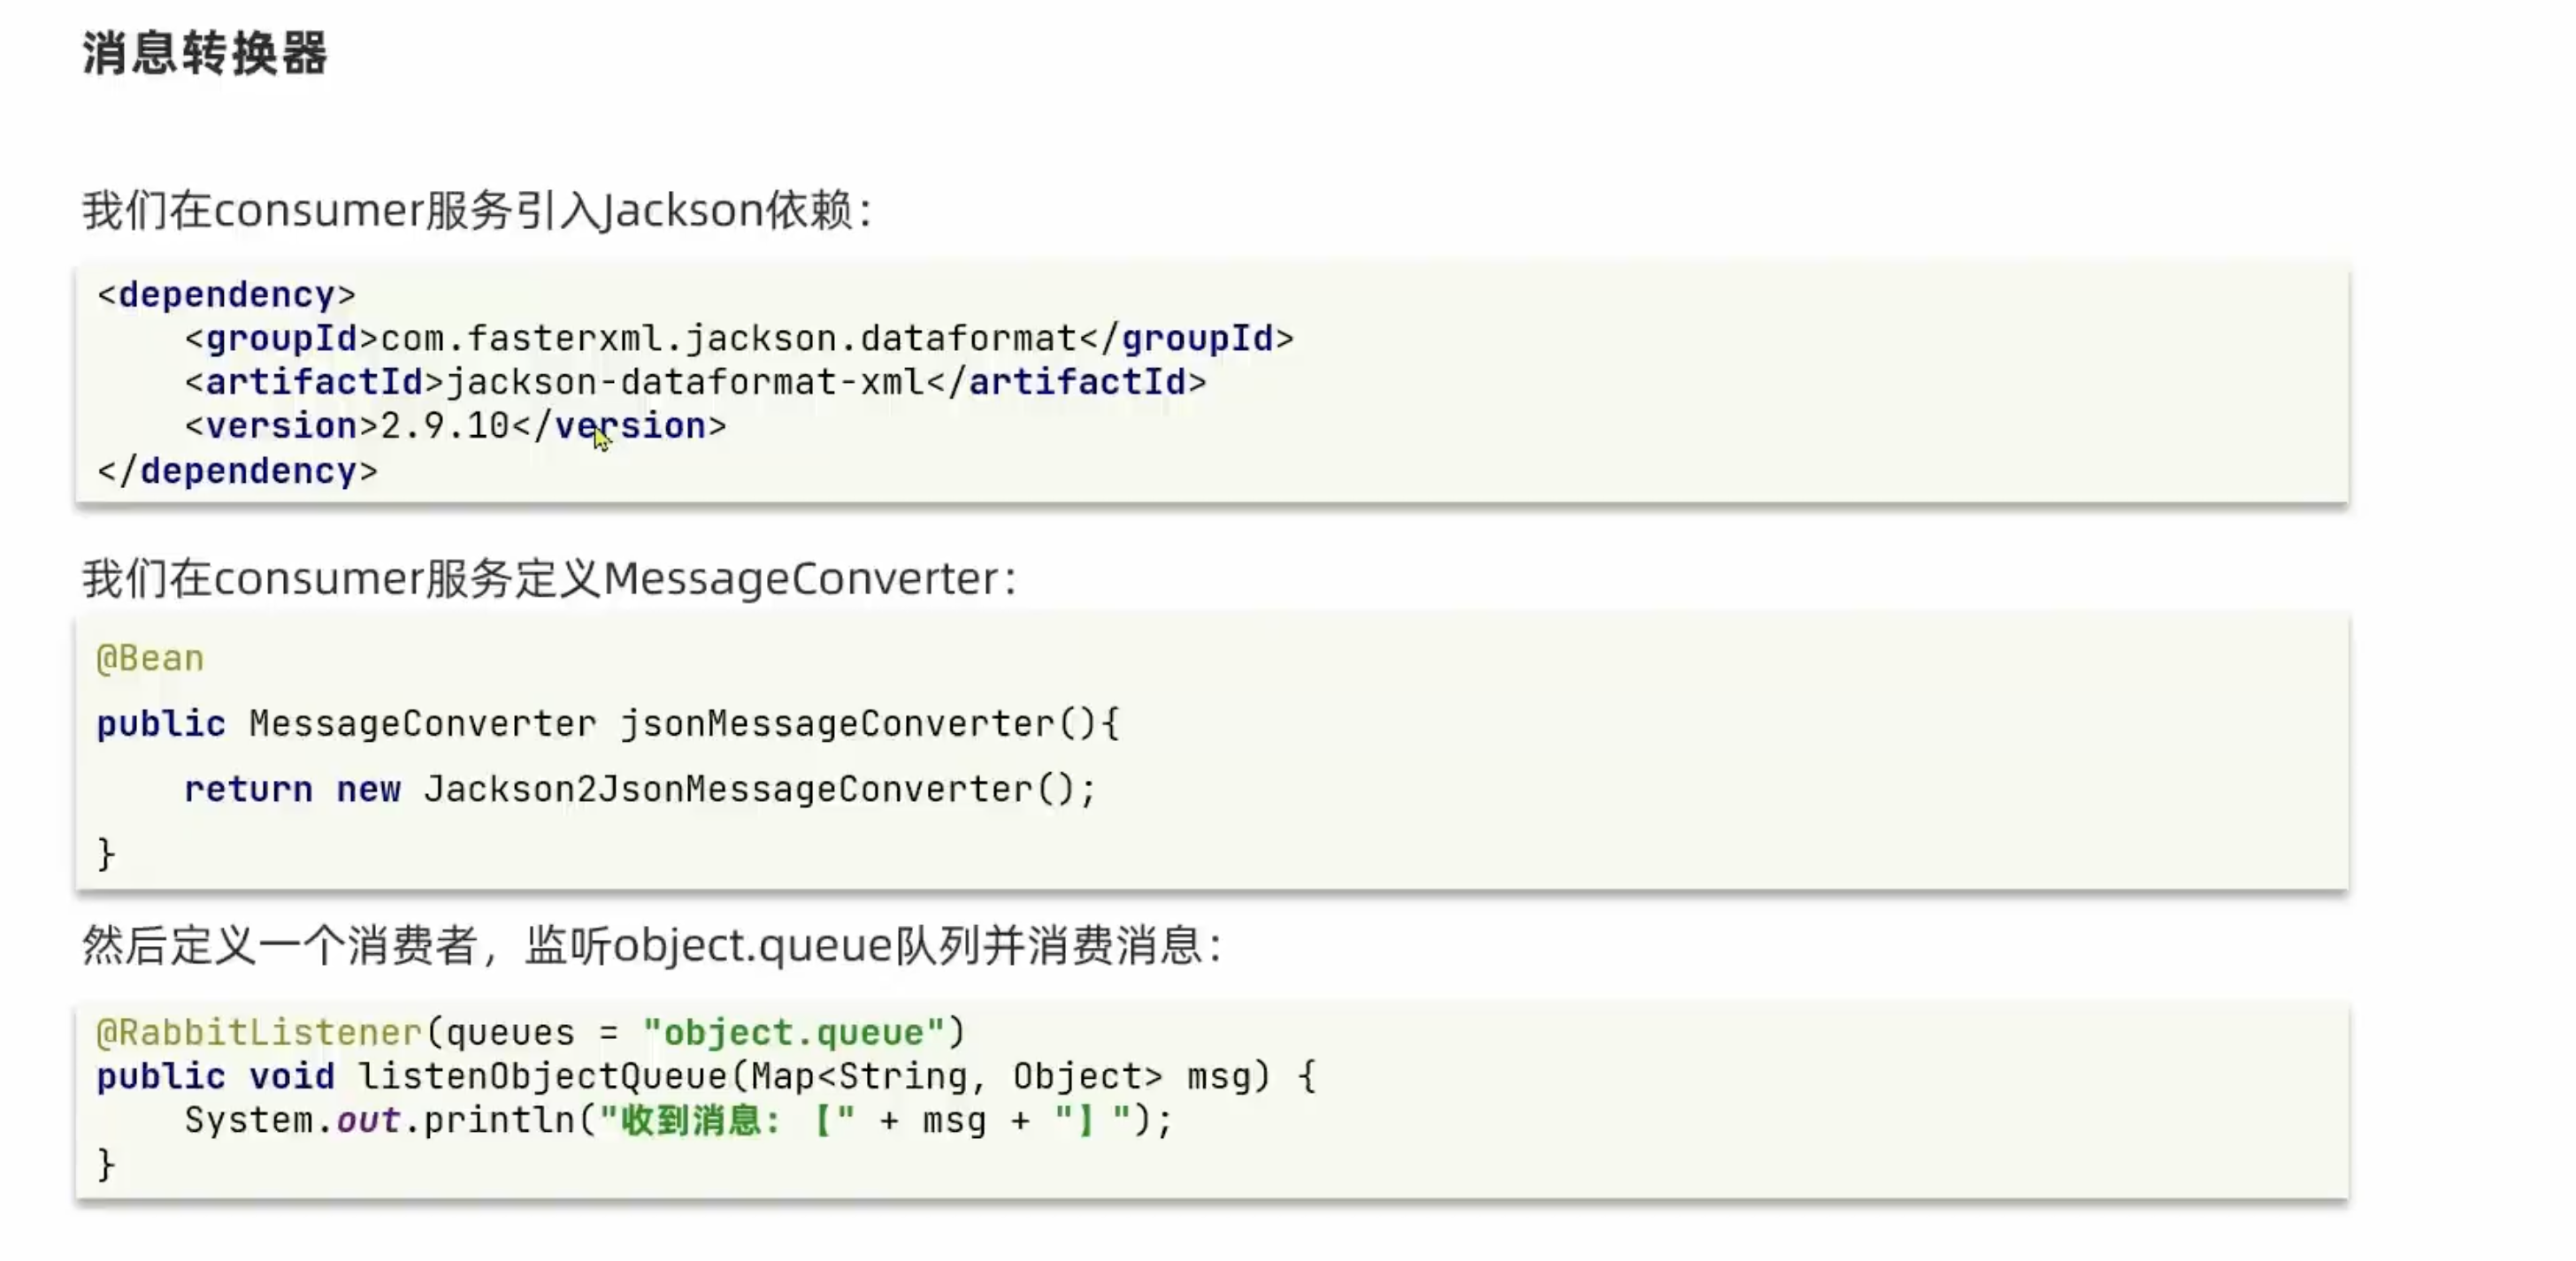 消息转换器
我们在consumer服务引入Jackson依赖：
<dependency>
    <groupId>com.fasterxml.jackson.dataformat</groupId>
    <artifactId>jackson-dataformat-xml</artifactId>
    <version>2.9.10</version>
</dependency>
我们在consumer服务定义MessageConverter：
@Bean
public MessageConverter jsonMessageConverter(){
    return new Jackson2JsonMessageConverter();
}
然后定义一个消费者，监听object.queue队列并消费消息：
@RabbitListener(queues = "object.queue")
public void listenObjectQueue(Map<String, Object> msg) {
    System.out.println("收到消息：【" + msg + "】");
}